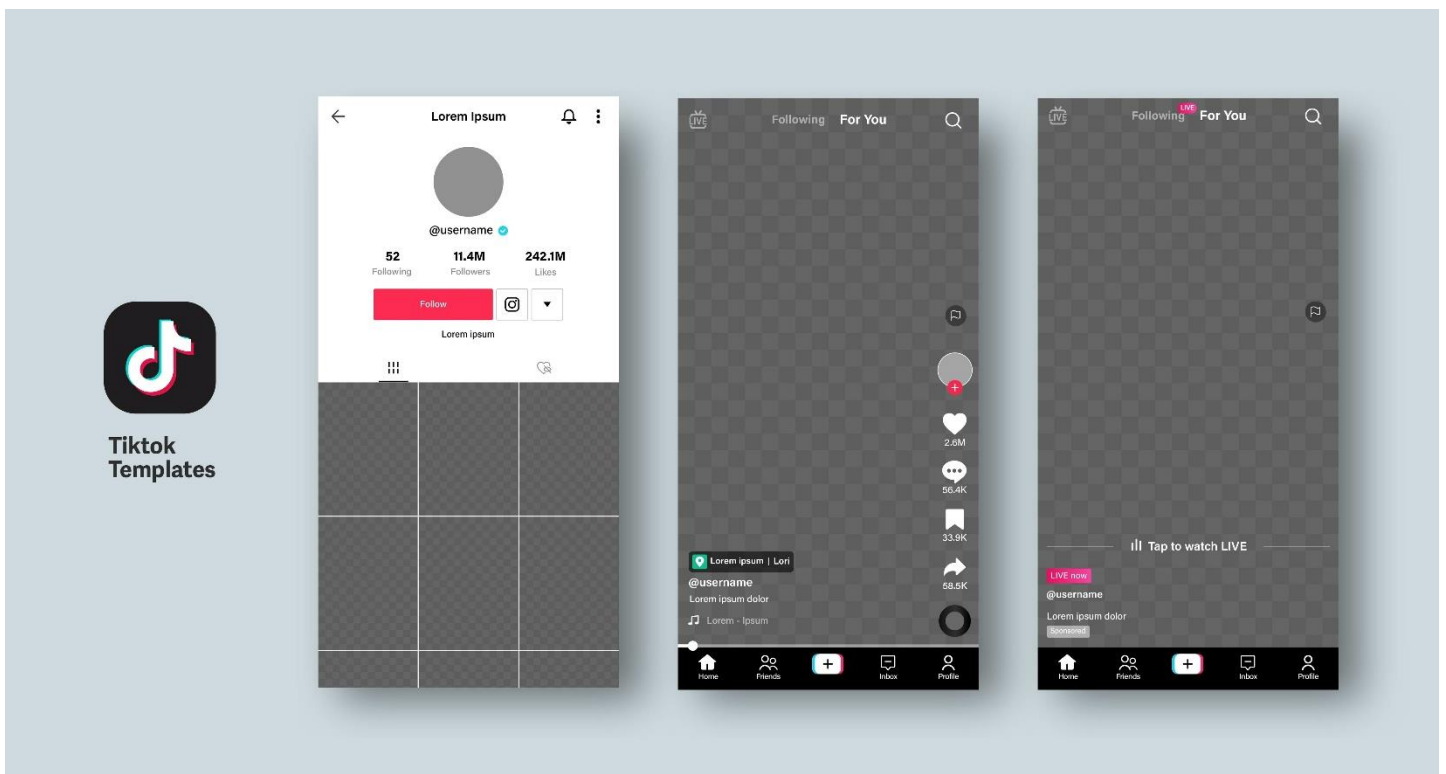 Tiktok
Templates
Lorem Ipsum
@username
52 11.4M 242.1M
Following Followers Likes
Follow
Lorem ipsum
LIVE Following For You
2.6M
56.4K
33.9K
58.5K
Lorem ipsum | Lori
@username
Lorem ipsum dolor
Lorem - Ipsum
Home Friends Inbox Profile
LIVE Following LIVE For You
Tap to watch LIVE
LIVE now
@username
Lorem ipsum dolor
Sponsored
Home Friends Inbox Profile